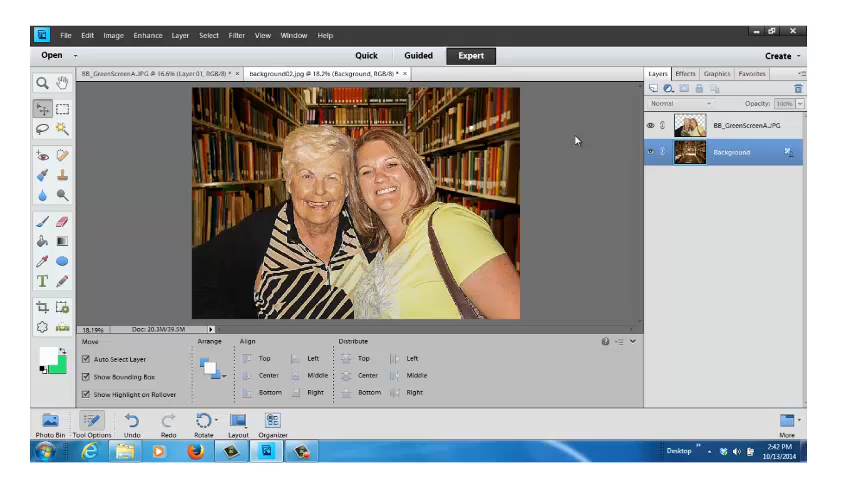 File Edit Image Enhance Layer Select Filter View Window Help
Open Quick Guided Expert Create
BB_GreenScreenA.JPG @ 16.6% (Layer 01, RGB/8) * × background02.jpg @ 18.2% (Background, RGB/8) * ×
Layers Effects Graphics Favorites
Normal Opacity: 100%
BB_GreenScreenA.JPG
Background
18.19% Doc: 20.3M/39.5M
Move Arrange Align Distribute
Auto Select Layer Top Left Top Left
Show Bounding Box Center Middle Center Middle
Show Highlight on Rollover Bottom Right Bottom Right
Photo Bin Tool Options Undo Redo Rotate Layout Organizer More
Desktop 2:42 PM
10/13/2014